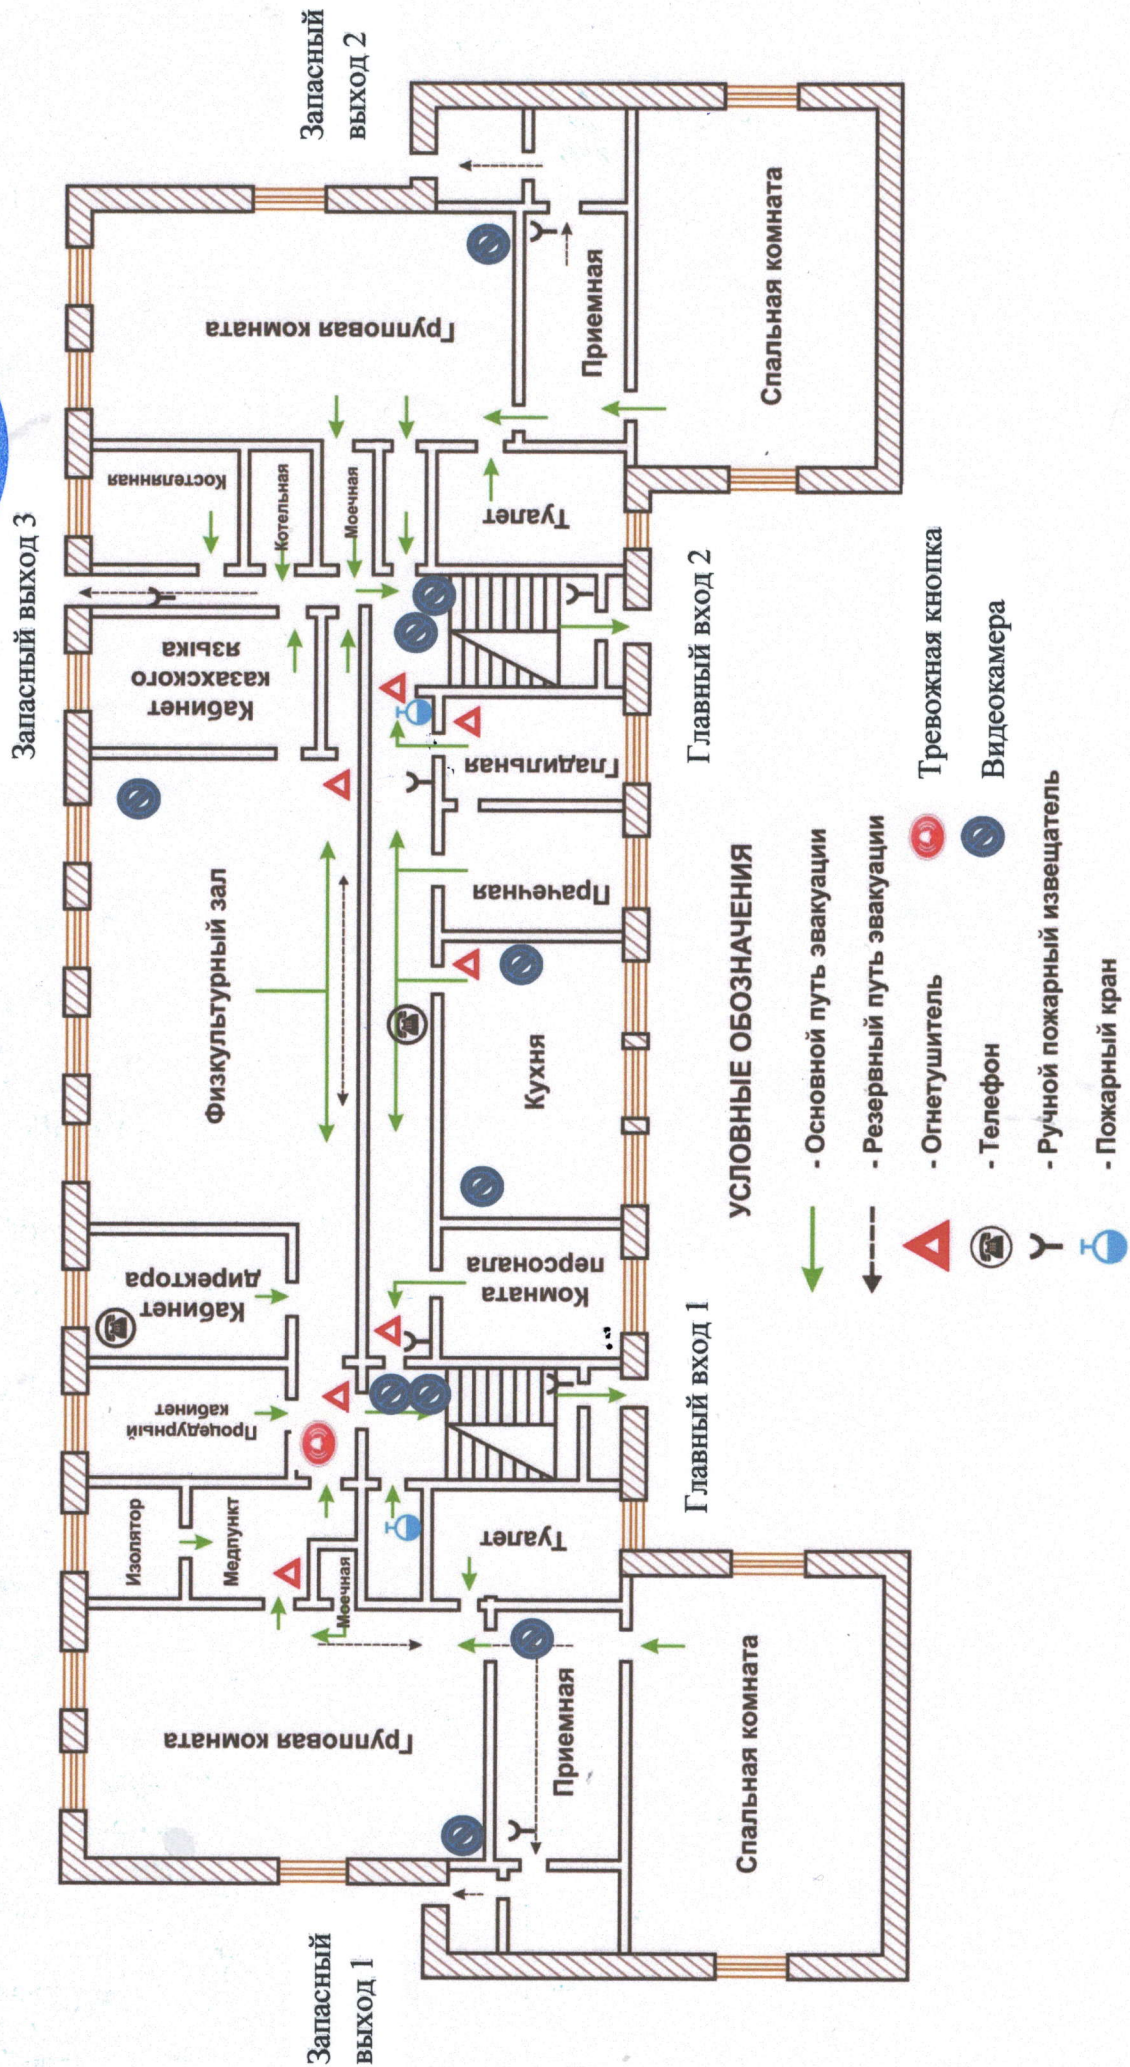 Запасный
выход 1
Запасный выход 3
Запасный
выход 2
Групповая комната
Изолятор
Медпункт
Моечная
Процедурный
кабинет
Кабинет
директора
Физкультурный зал
Кабинет
казахского
языка
Костелянная
Котельная
Моечная
Групповая комната
Приемная
Туалет
Комната
персонала
Кухня
Прачечная
Гладильная
Туалет
Приемная
Спальная комната
Спальная комната
Главный вход 1
Главный вход 2
УСЛОВНЫЕ ОБОЗНАЧЕНИЯ
- Основной путь эвакуации
- Резервный путь эвакуации
- Огнетушитель
Тревожная кнопка
- Телефон
Видеокамера
- Ручной пожарный извещатель
- Пожарный кран